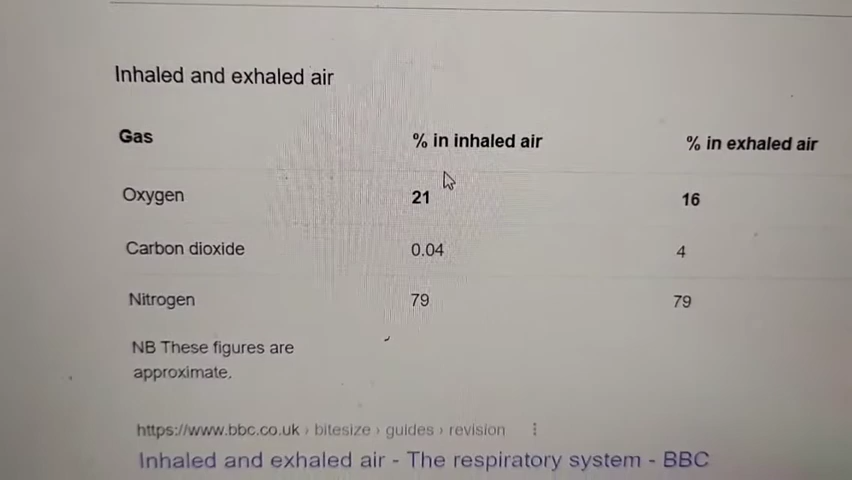 Inhaled and exhaled air
Gas % in inhaled air % in exhaled air
Oxygen 21 16
Carbon dioxide 0.04 4
Nitrogen 79 79
NB These figures are
approximate.
https://www.bbc.co.uk › bitesize › guides › revision
Inhaled and exhaled air - The respiratory system - BBC